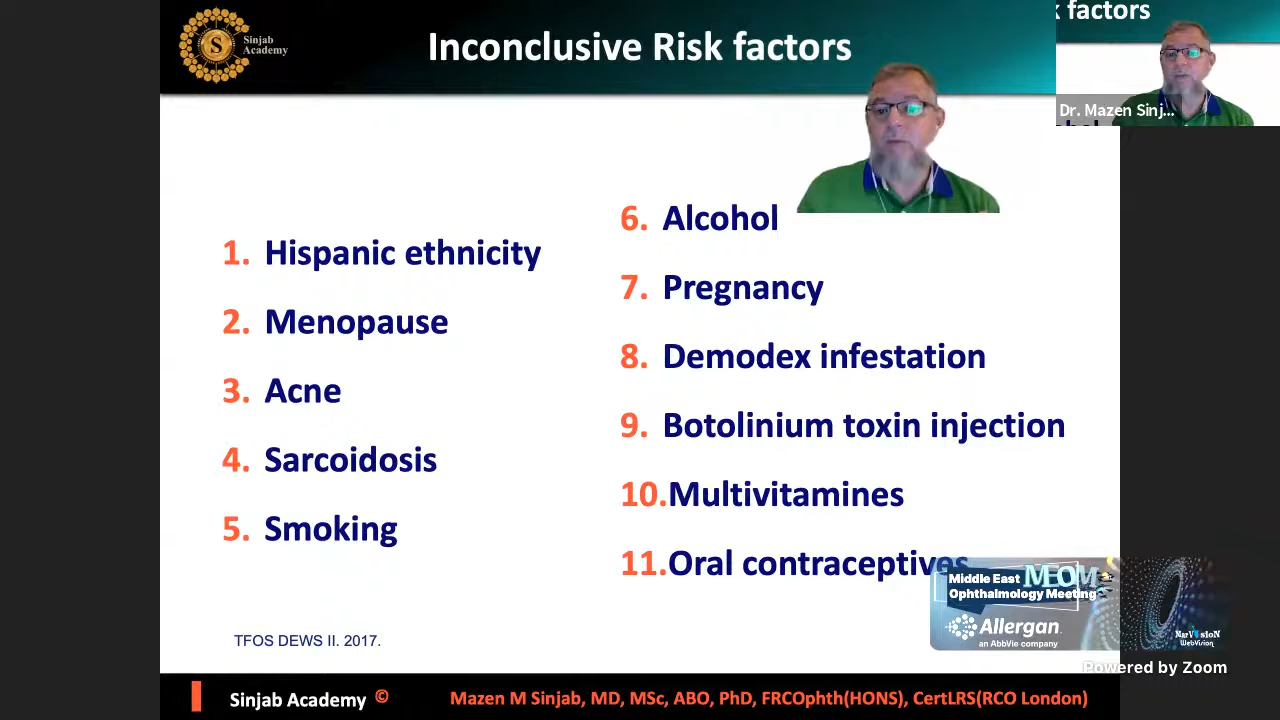 S
Sinjab
Academy
Inconclusive Risk factors
factors
Dr. Mazen Sinj...
1. Hispanic ethnicity
2. Menopause
3. Acne
4. Sarcoidosis
5. Smoking
6. Alcohol
7. Pregnancy
8. Demodex infestation
9. Botolinium toxin injection
10.Multivitamines
11.Oral contraceptives
TFOS DEWS II. 2017.
Middle East MEOM
Ophthalmology Meeting
Allergan
an AbbVie company
NarVisioN
WebVision
Powered by Zoom
Sinjab Academy ©
Mazen M Sinjab, MD, MSc, ABO, PhD, FRCOphth(HONS), CertLRS(RCO London)